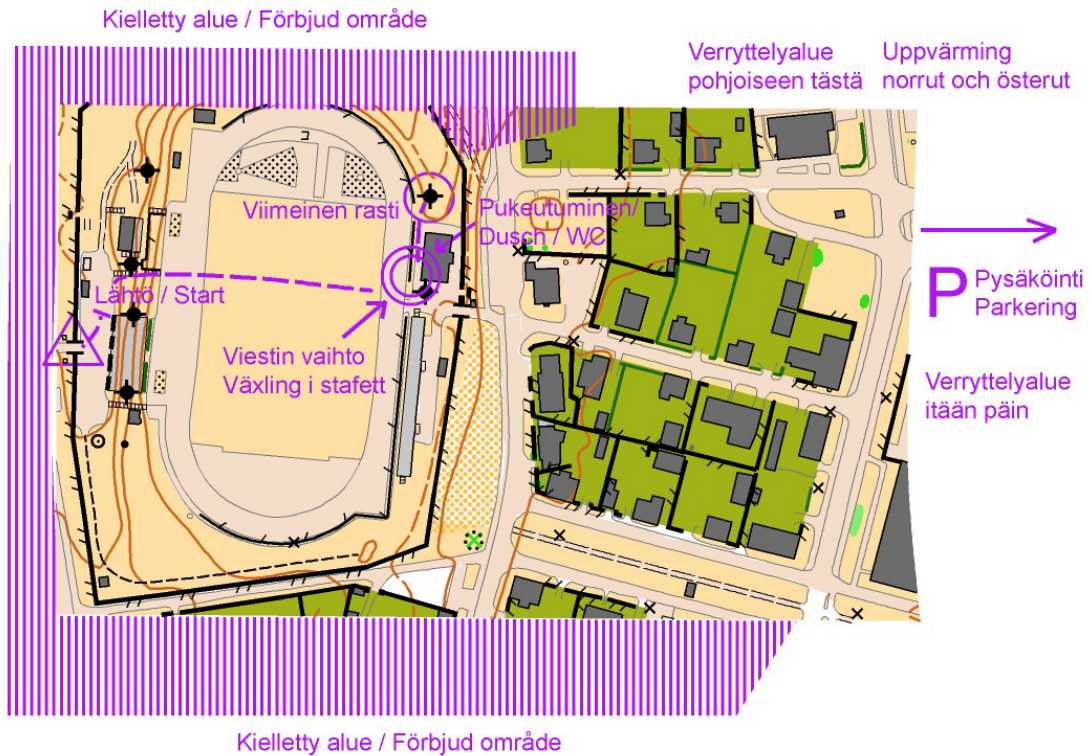 Kielletty alue / Förbjud område
Verryttelyalue
pohjoiseen tästä
Uppvärming
norrut och österut
Viimeinen rasti
Pukeutuminen/
Dusch / WC
Lähtö / Start
P
Pysäköinti
Parkering
Viestin vaihto
Växling i stafett
Verryttelyalue
itään päin
Kielletty alue / Förbjud område